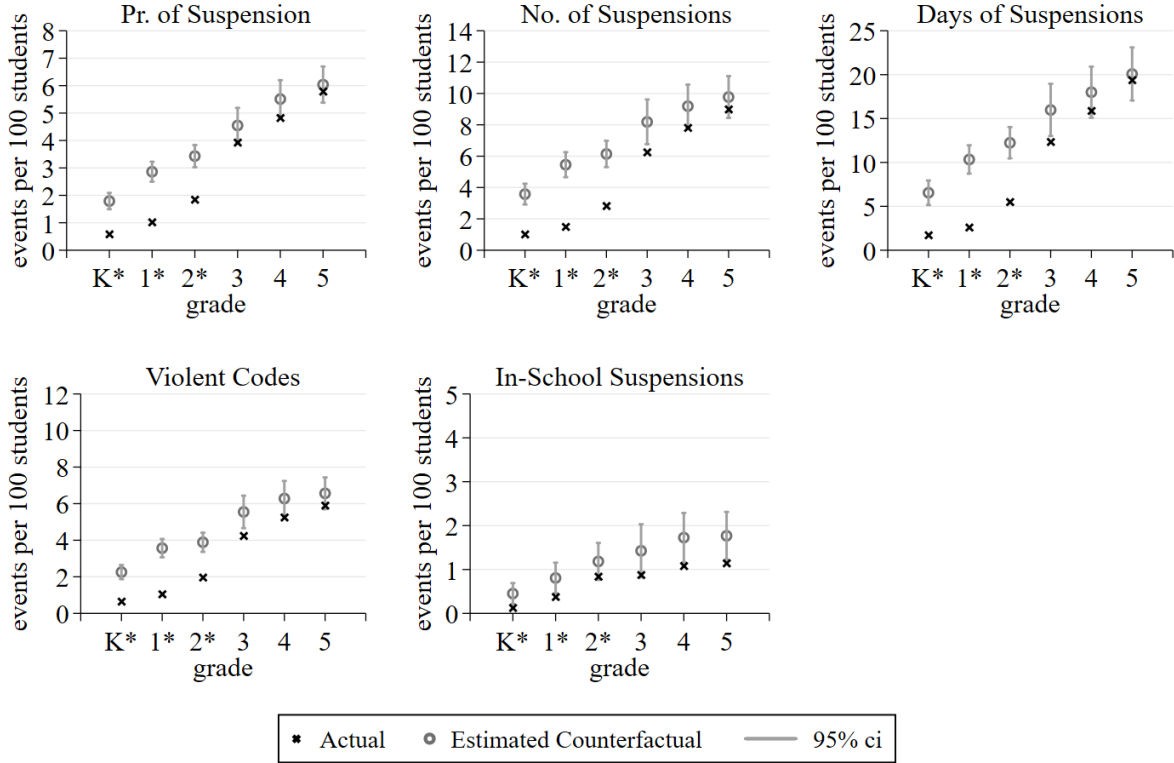 Pr. of Suspension
events per 100 students
8
7
6
5
4
3
2
1
0
K* 1* 2* 3 4 5
grade
No. of Suspensions
events per 100 students
14
12
10
8
6
4
2
0
K* 1* 2* 3 4 5
grade
Days of Suspensions
events per 100 students
25
20
15
10
5
0
K* 1* 2* 3 4 5
grade
Violent Codes
events per 100 students
12
10
8
6
4
2
0
K* 1* 2* 3 4 5
grade
In-School Suspensions
events per 100 students
5
4
3
2
1
0
K* 1* 2* 3 4 5
grade
Actual Estimated Counterfactual 95% ci